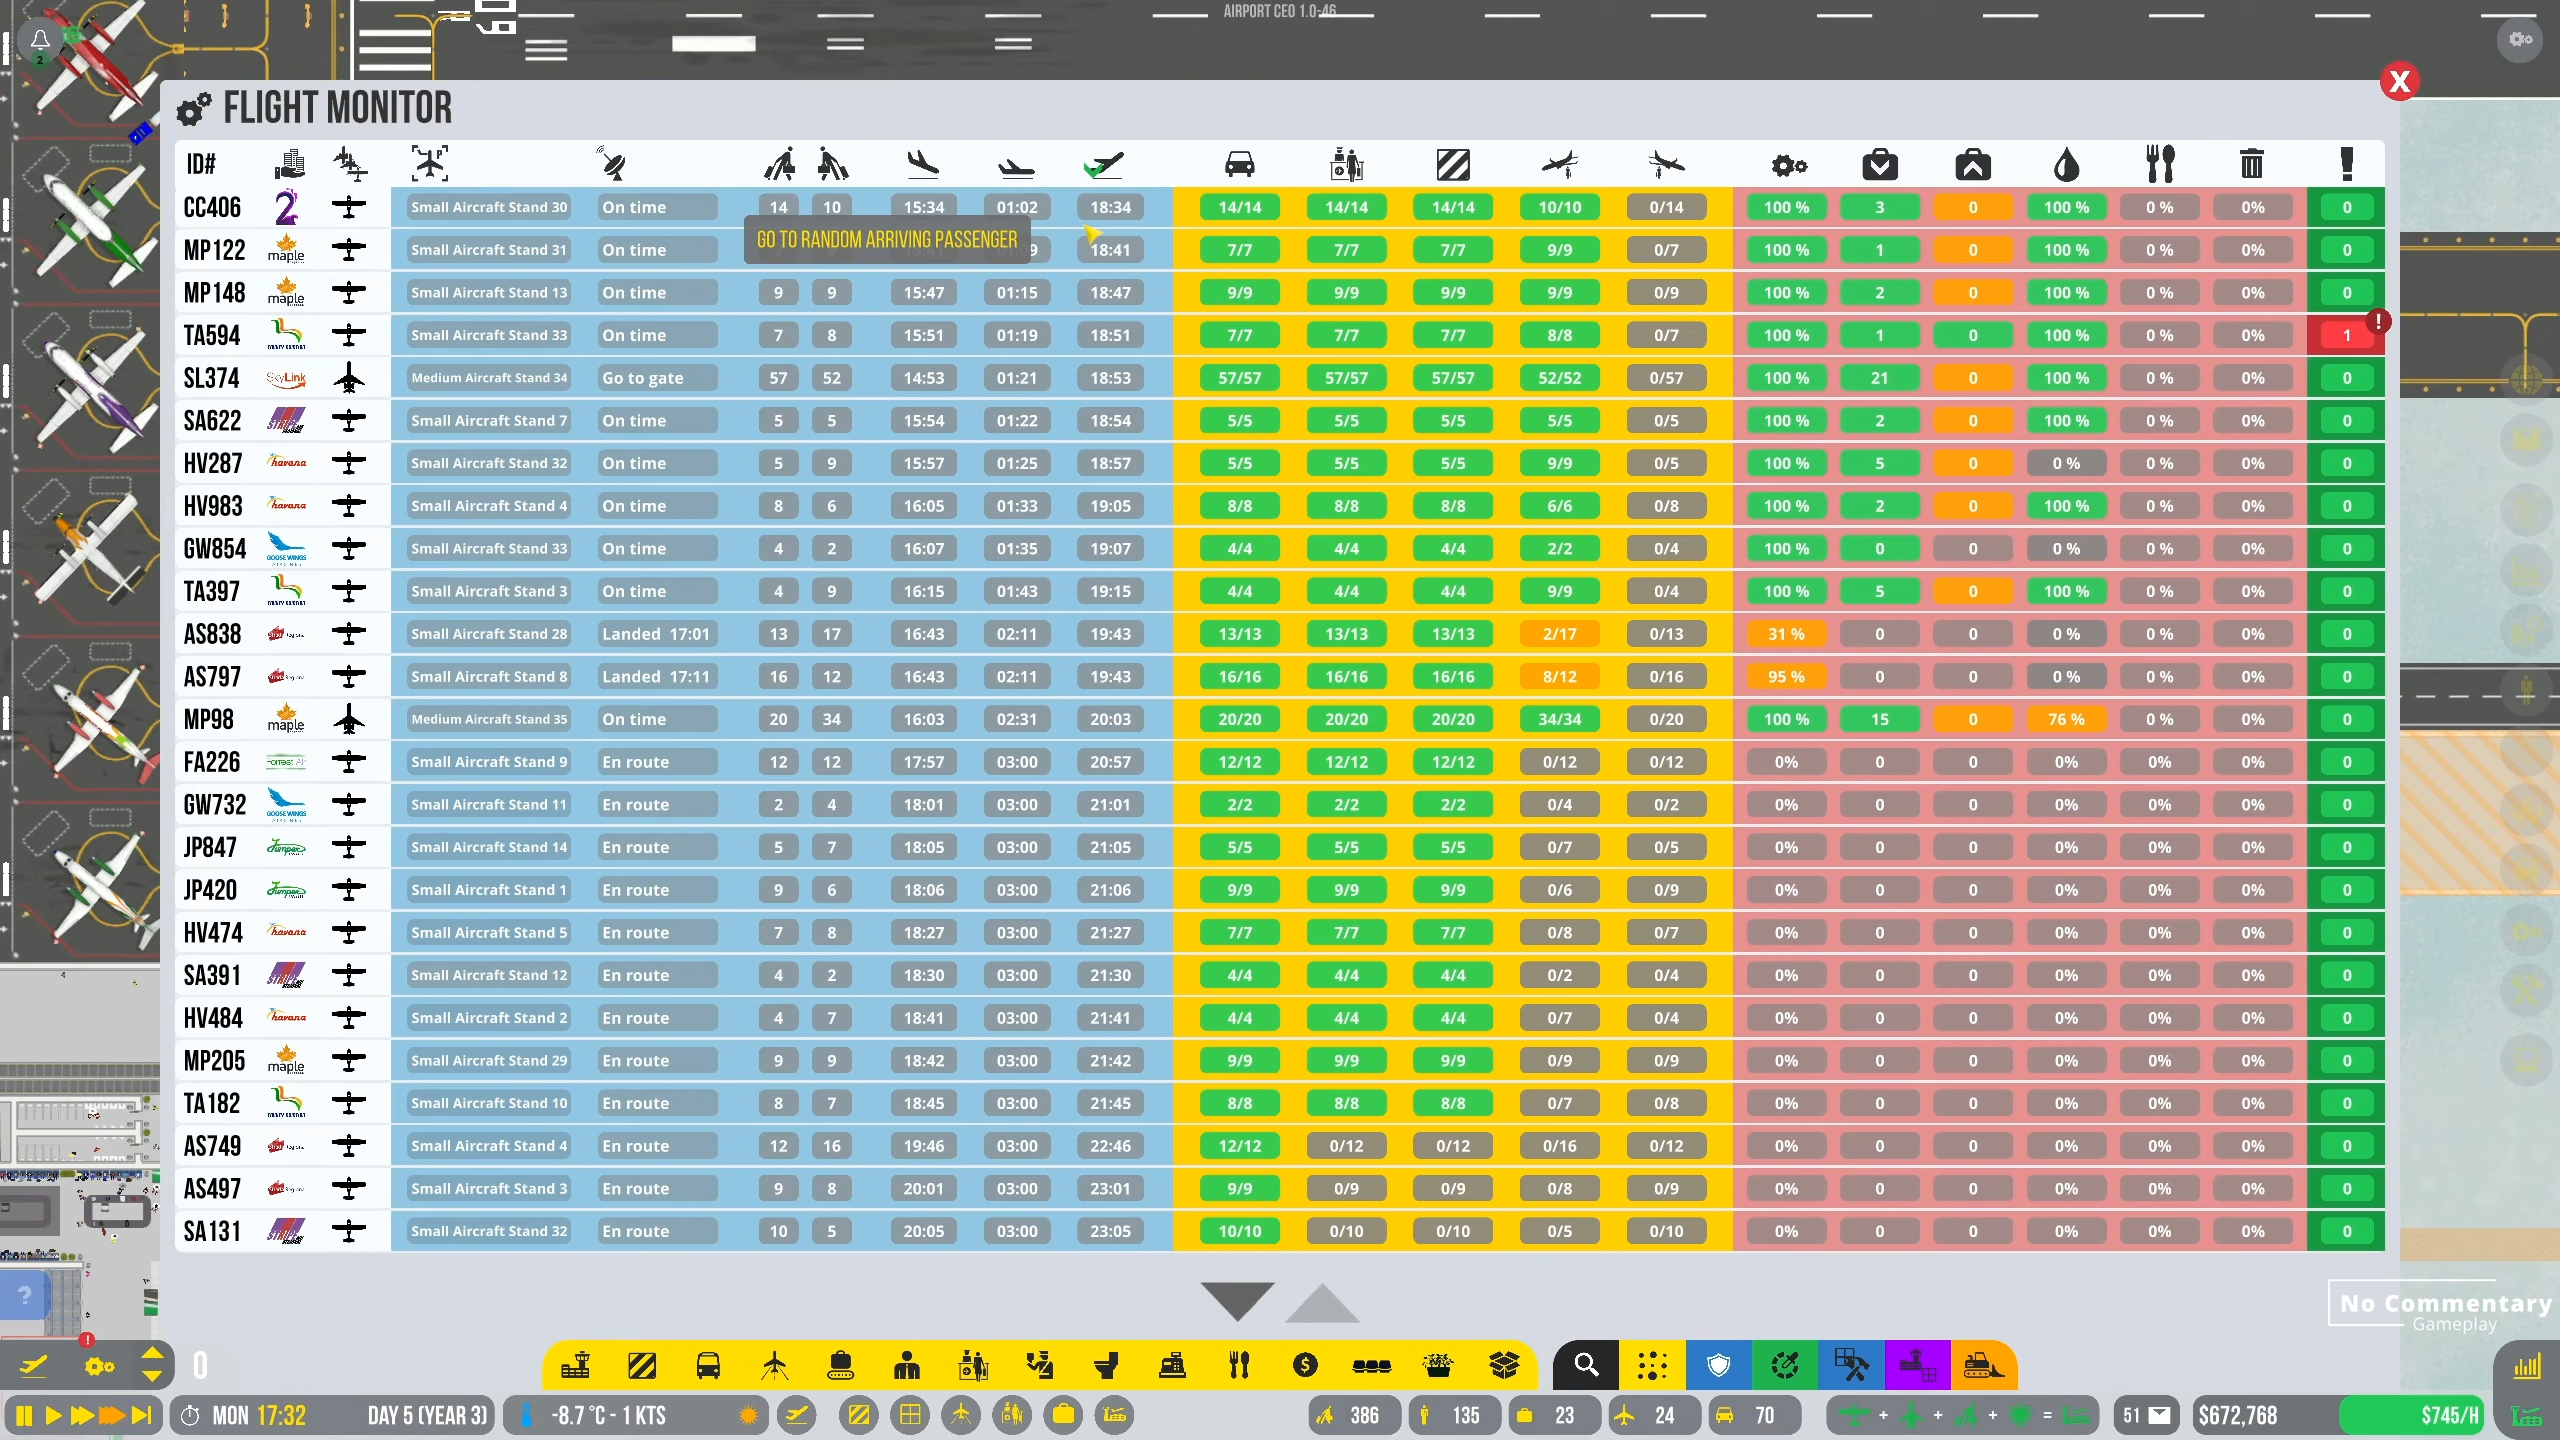 AIRPORT CEO 1.0-46
2
FLIGHT MONITOR
X
ID#
CC406 2 Small Aircraft Stand 30 On time 14 10 15:34 01:02 18:34 14/14 14/14 14/14 10/10 0/14 100 % 3 0 100 % 0 % 0% 0
GO TO RANDOM ARRIVING PASSENGER
MP122 maple Small Aircraft Stand 31 On time 18:41 7/7 7/7 7/7 9/9 0/7 100 % 1 0 100 % 0 % 0% 0
MP148 maple Small Aircraft Stand 13 On time 9 9 15:47 01:15 18:47 9/9 9/9 9/9 9/9 0/9 100 % 2 0 100 % 0 % 0% 0
TA594 Small Aircraft Stand 33 On time 7 8 15:51 01:19 18:51 7/7 7/7 7/7 8/8 0/7 100 % 1 0 100 % 0 % 0% 1 !
SL374 SkyLink Medium Aircraft Stand 34 Go to gate 57 52 14:53 01:21 18:53 57/57 57/57 57/57 52/52 0/57 100 % 21 0 100 % 0 % 0% 0
SA622 Small Aircraft Stand 7 On time 5 5 15:54 01:22 18:54 5/5 5/5 5/5 5/5 0/5 100 % 2 0 100 % 0 % 0% 0
HV287 havana Small Aircraft Stand 32 On time 5 9 15:57 01:25 18:57 5/5 5/5 5/5 9/9 0/5 100 % 5 0 0 % 0 % 0% 0
HV983 havana Small Aircraft Stand 4 On time 8 6 16:05 01:33 19:05 8/8 8/8 8/8 6/6 0/8 100 % 2 0 100 % 0 % 0% 0
GW854 GOOSE WINGS AIRLINES Small Aircraft Stand 33 On time 4 2 16:07 01:35 19:07 4/4 4/4 4/4 2/2 0/4 100 % 0 0 0 % 0 % 0% 0
TA397 Small Aircraft Stand 3 On time 4 9 16:15 01:43 19:15 4/4 4/4 4/4 9/9 0/4 100 % 5 0 100 % 0 % 0% 0
AS838 Small Aircraft Stand 28 Landed 17:01 13 17 16:43 02:11 19:43 13/13 13/13 13/13 2/17 0/13 31 % 0 0 0 % 0 % 0% 0
AS797 Small Aircraft Stand 8 Landed 17:11 16 12 16:43 02:11 19:43 16/16 16/16 16/16 8/12 0/16 95 % 0 0 0 % 0 % 0% 0
MP98 maple Medium Aircraft Stand 35 On time 20 34 16:03 02:31 20:03 20/20 20/20 20/20 34/34 0/20 100 % 15 0 76 % 0 % 0% 0
FA226 Forrest Air Small Aircraft Stand 9 En route 12 12 17:57 03:00 20:57 12/12 12/12 12/12 0/12 0/12 0% 0 0 0% 0% 0% 0
GW732 GOOSE WINGS AIRLINES Small Aircraft Stand 11 En route 2 4 18:01 03:00 21:01 2/2 2/2 2/2 0/4 0/2 0% 0 0 0% 0% 0% 0
JP847 Jumper Small Aircraft Stand 14 En route 5 7 18:05 03:00 21:05 5/5 5/5 5/5 0/7 0/5 0% 0 0 0% 0% 0% 0
JP420 Jumper Small Aircraft Stand 1 En route 9 6 18:06 03:00 21:06 9/9 9/9 9/9 0/6 0/9 0% 0 0 0% 0% 0% 0
HV474 havana Small Aircraft Stand 5 En route 7 8 18:27 03:00 21:27 7/7 7/7 7/7 0/8 0/7 0% 0 0 0% 0% 0% 0
SA391 Small Aircraft Stand 12 En route 4 2 18:30 03:00 21:30 4/4 4/4 4/4 0/2 0/4 0% 0 0 0% 0% 0% 0
HV484 havana Small Aircraft Stand 2 En route 4 7 18:41 03:00 21:41 4/4 4/4 4/4 0/7 0/4 0% 0 0 0% 0% 0% 0
MP205 maple Small Aircraft Stand 29 En route 9 9 18:42 03:00 21:42 9/9 9/9 9/9 0/9 0/9 0% 0 0 0% 0% 0% 0
TA182 Small Aircraft Stand 10 En route 8 7 18:45 03:00 21:45 8/8 8/8 8/8 0/7 0/8 0% 0 0 0% 0% 0% 0
AS749 Small Aircraft Stand 4 En route 12 16 19:46 03:00 22:46 12/12 0/12 0/12 0/16 0/12 0% 0 0 0% 0% 0% 0
AS497 Small Aircraft Stand 3 En route 9 8 20:01 03:00 23:01 9/9 0/9 0/9 0/8 0/9 0% 0 0 0% 0% 0% 0
SA131 Small Aircraft Stand 32 En route 10 5 20:05 03:00 23:05 10/10 0/10 0/10 0/5 0/10 0% 0 0 0% 0% 0% 0
?
No Commentary
Gameplay
! 0
MON 17:32 DAY 5 (YEAR 3) -8.7 °C - 1 KTS 386 135 23 24 70 + + + = 51 $672,768 $745/H